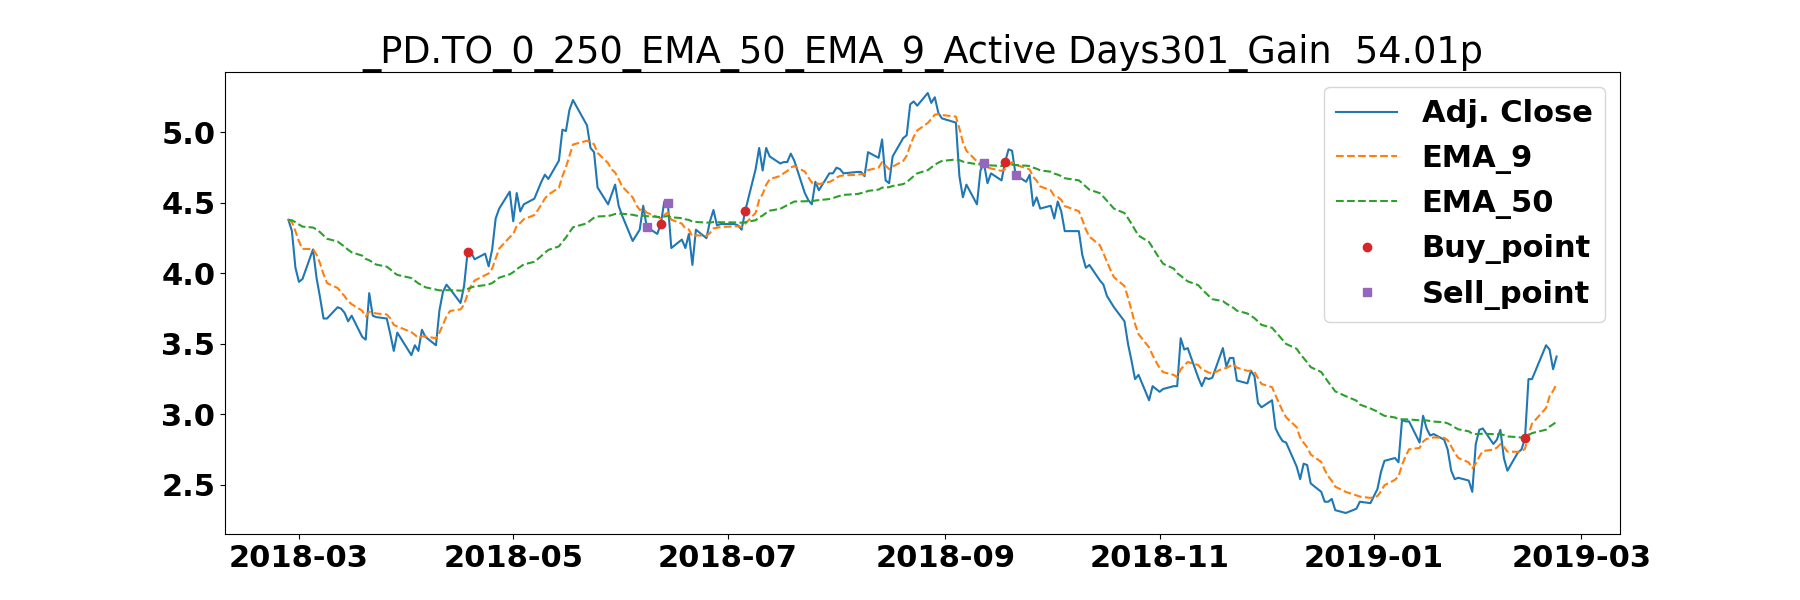 _PD.TO_0_250_EMA_50_EMA_9_Active Days301_Gain  54.01p
5.0
4.5
4.0
3.5
3.0
2.5
2018-03 2018-05 2018-07 2018-09 2018-11 2019-01 2019-03
Adj. Close
EMA_9
EMA_50
Buy_point
Sell_point